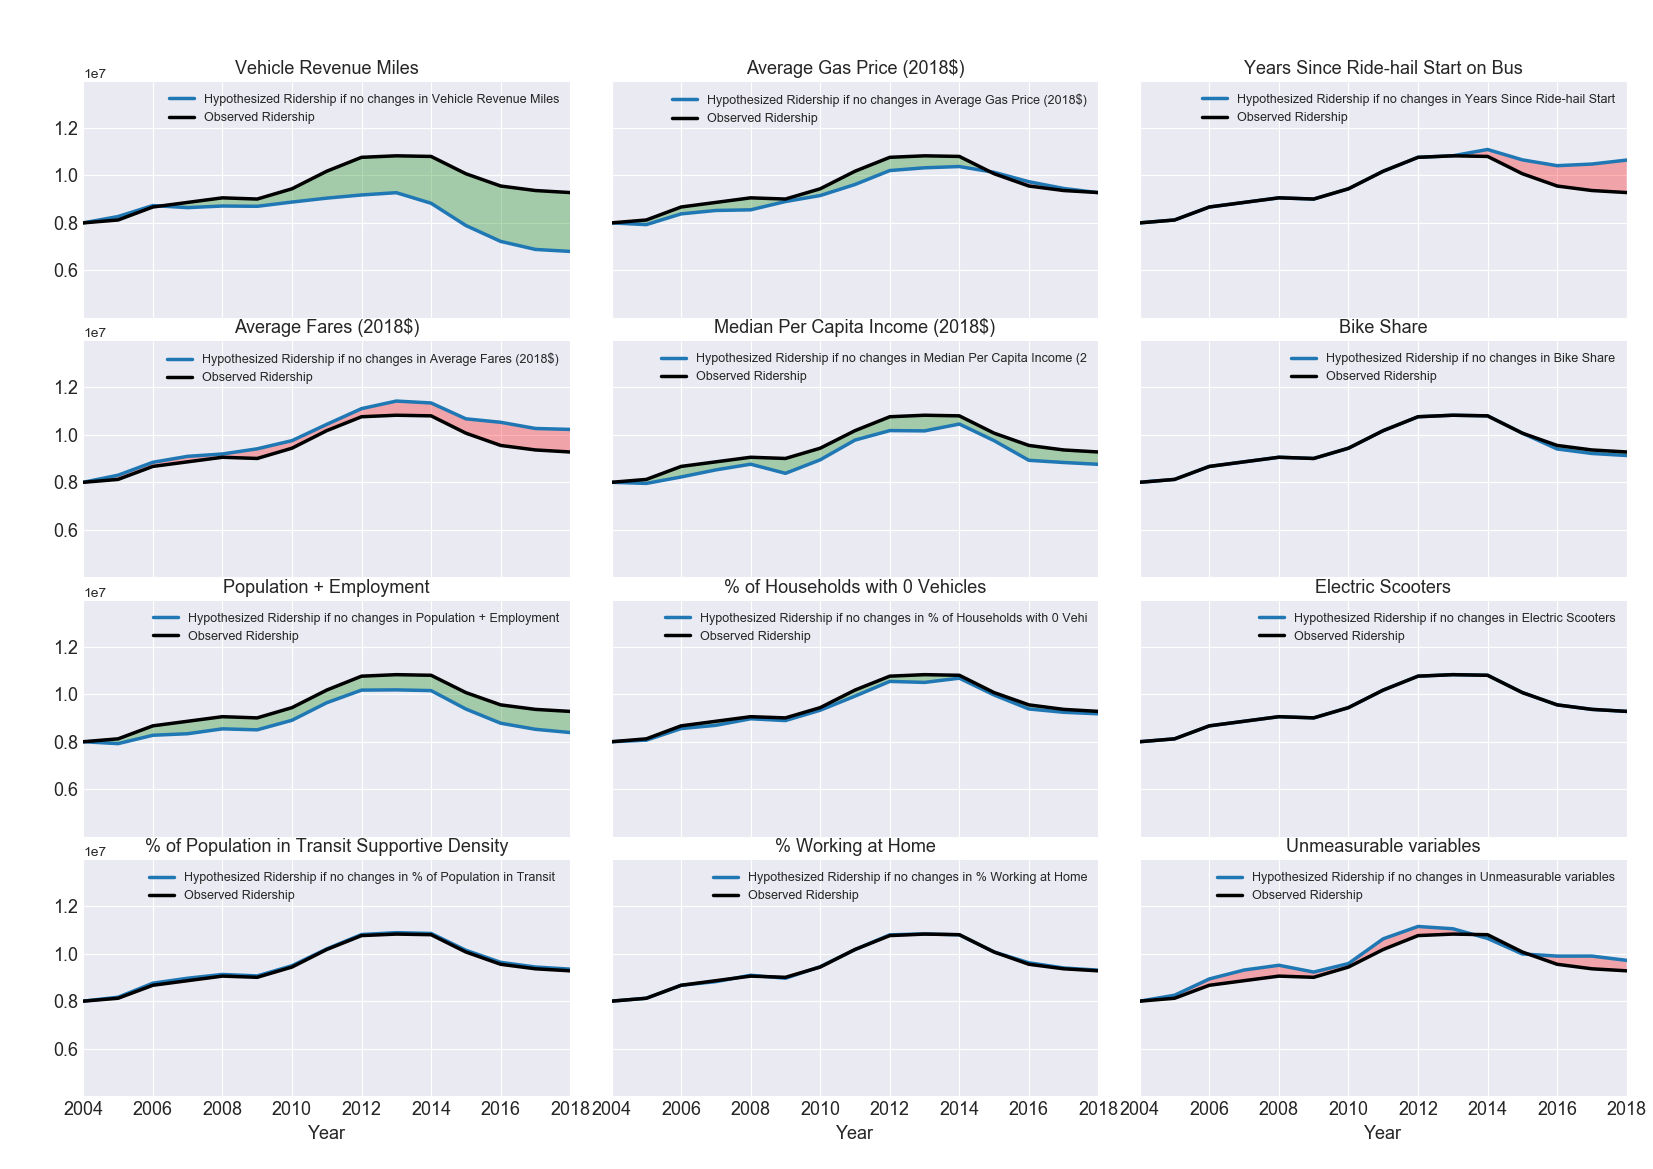 Vehicle Revenue Miles
1e7
Hypothesized Ridership if no changes in Vehicle Revenue Miles
Observed Ridership
1.2
1.0
0.8
0.6
Average Gas Price (2018$)
Hypothesized Ridership if no changes in Average Gas Price (2018$)
Observed Ridership
Years Since Ride-hail Start on Bus
Hypothesized Ridership if no changes in Years Since Ride-hail Start
Observed Ridership
Average Fares (2018$)
1e7
Hypothesized Ridership if no changes in Average Fares (2018$)
Observed Ridership
1.2
1.0
0.8
0.6
Median Per Capita Income (2018$)
Hypothesized Ridership if no changes in Median Per Capita Income (2
Observed Ridership
Bike Share
Hypothesized Ridership if no changes in Bike Share
Observed Ridership
Population + Employment
1e7
Hypothesized Ridership if no changes in Population + Employment
Observed Ridership
1.2
1.0
0.8
0.6
% of Households with 0 Vehicles
Hypothesized Ridership if no changes in % of Households with 0 Vehi
Observed Ridership
Electric Scooters
Hypothesized Ridership if no changes in Electric Scooters
Observed Ridership
% of Population in Transit Supportive Density
1e7
Hypothesized Ridership if no changes in % of Population in Transit
Observed Ridership
1.2
1.0
0.8
0.6
2004 2006 2008 2010 2012 2014 2016 2018
Year
% Working at Home
Hypothesized Ridership if no changes in % Working at Home
Observed Ridership
2004 2006 2008 2010 2012 2014 2016 2018
Year
Unmeasurable variables
Hypothesized Ridership if no changes in Unmeasurable variables
Observed Ridership
2004 2006 2008 2010 2012 2014 2016 2018
Year